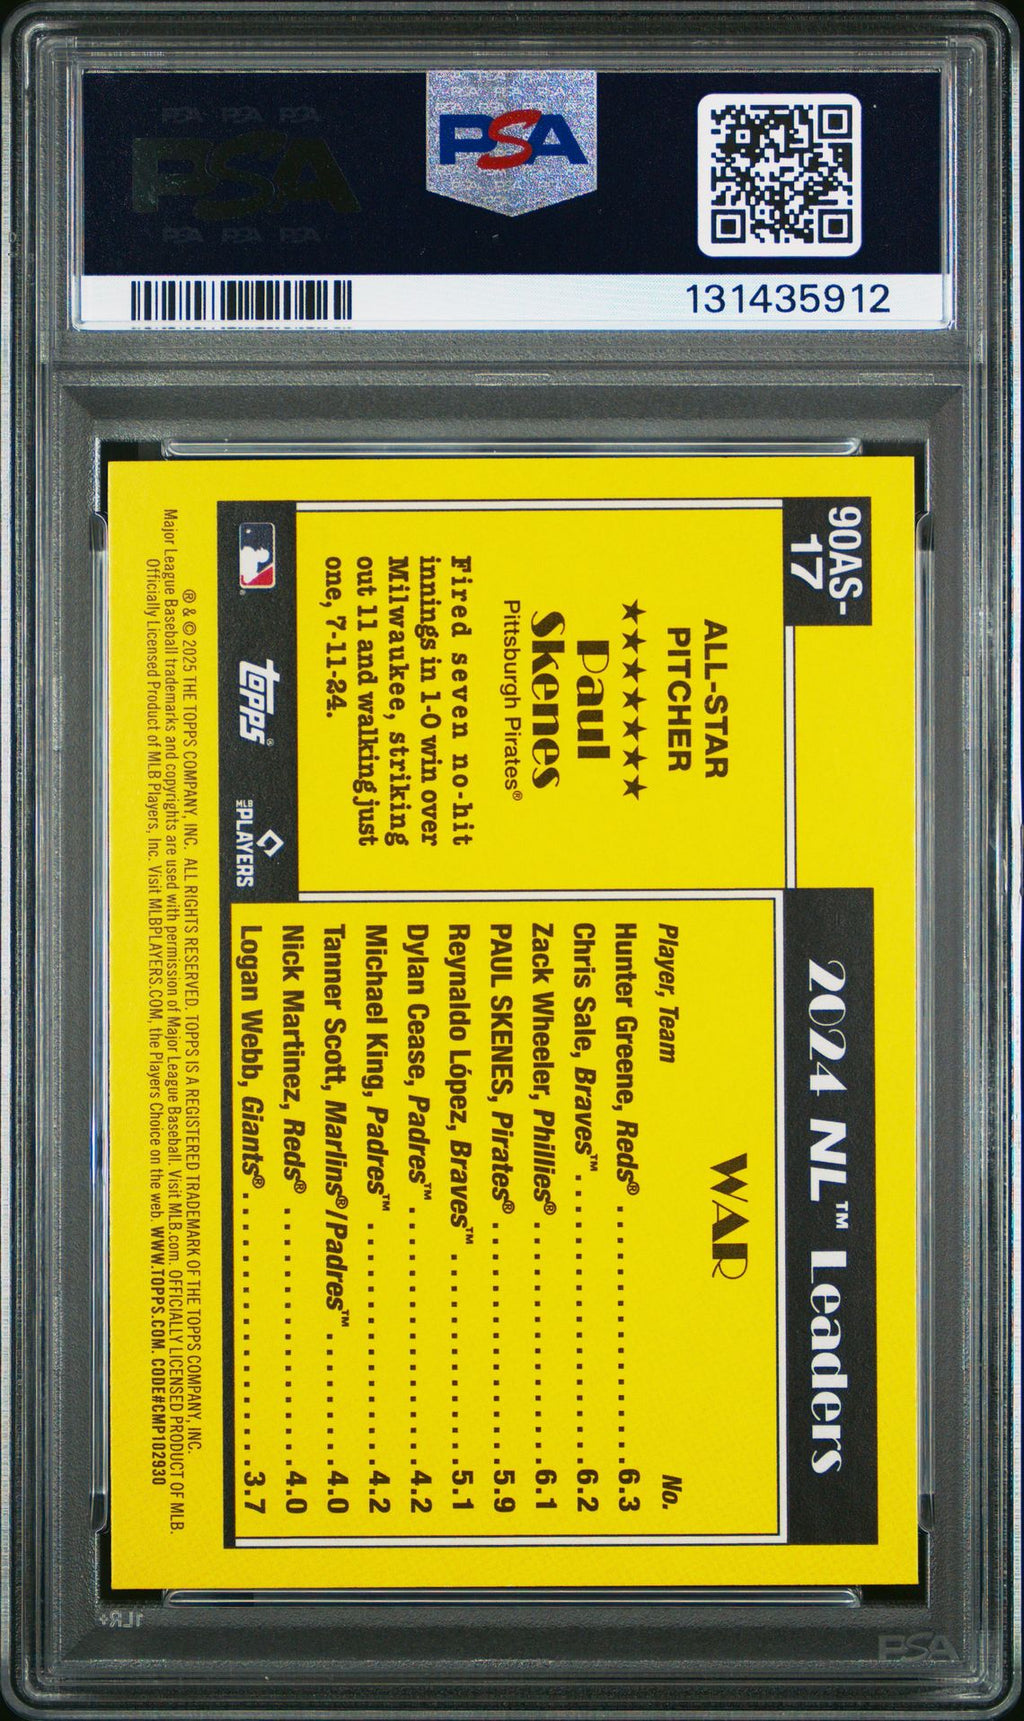 PSA PSA PSA
PSA
PSA PSA PSA
PSA
131435912
90AS-
17
ALL-STAR
PITCHER
★★★★★★★
Paul
Skenes
Pittsburgh Pirates®
Fired seven no-hit
innings in 1-0 win over
Milwaukee, striking
out 11 and walking just
one, 7-11-24.
topps®
MLB
PLAYERS
2024 NL™ Leaders
WAR
Player, Team No.
Hunter Greene, Reds® 6.3
Chris Sale, Braves™ 6.2
Zack Wheeler, Phillies® 6.1
PAUL SKENES, Pirates® 5.9
Reynaldo López, Braves™ 5.1
Dylan Cease, Padres™ 4.2
Michael King, Padres™ 4.2
Tanner Scott, Marlins®/Padres™ 4.0
Nick Martinez, Reds® 4.0
Logan Webb, Giants® 3.7
® & © 2025 THE TOPPS COMPANY, INC. ALL RIGHTS RESERVED. TOPPS IS A REGISTERED TRADEMARK OF THE TOPPS COMPANY, INC.
Major League Baseball trademarks and copyrights are used with permission of Major League Baseball. Visit MLB.com. OFFICIALLY LICENSED PRODUCT OF MLB.
Officially Licensed Product of MLB Players, Inc. Visit MLBPLAYERS.COM, the Players Choice on the web. WWW.TOPPS.COM. CODE#CMP102930
1LR+
PSA